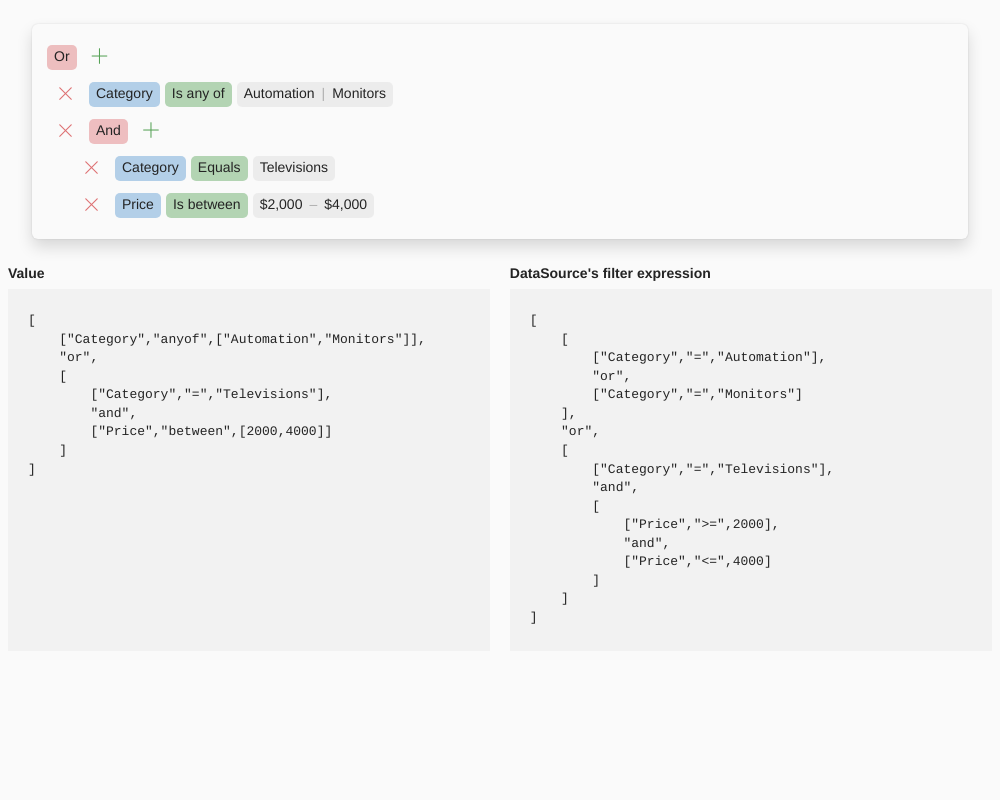 Or
Category Is any of Automation | Monitors
And
Category Equals Televisions
Price Is between $2,000 – $4,000
Value
[
    ["Category","anyof",["Automation","Monitors"]],
    "or",
    [
        ["Category","=","Televisions"],
        "and",
        ["Price","between",[2000,4000]]
    ]
]
DataSource's filter expression
[
    [
        ["Category","=","Automation"],
        "or",
        ["Category","=","Monitors"]
    ],
    "or",
    [
        ["Category","=","Televisions"],
        "and",
        [
            ["Price",">=",2000],
            "and",
            ["Price","<=",4000]
        ]
    ]
]